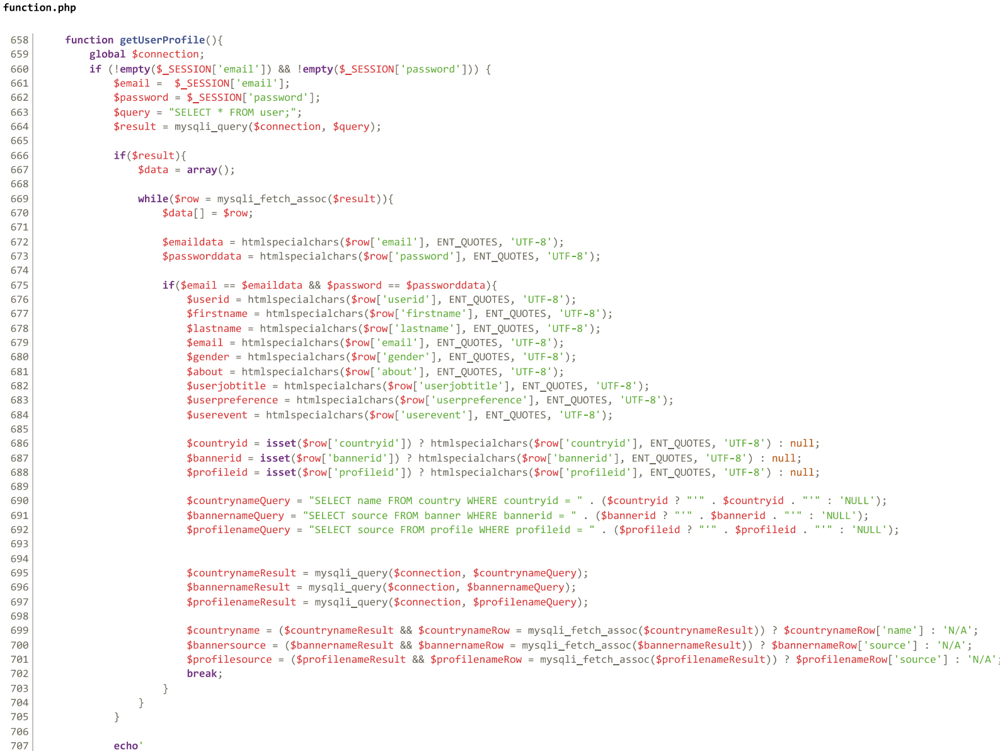 function.php
658 function getUserProfile(){
659 global $connection;
660 if (!empty($_SESSION['email']) && !empty($_SESSION['password'])) {
661 $email =  $_SESSION['email'];
662 $password = $_SESSION['password'];
663 $query = "SELECT * FROM user;";
664 $result = mysqli_query($connection, $query);
665
666 if($result){
667 $data = array();
668
669 while($row = mysqli_fetch_assoc($result)){
670 $data[] = $row;
671
672 $emaildata = htmlspecialchars($row['email'], ENT_QUOTES, 'UTF-8');
673 $passworddata = htmlspecialchars($row['password'], ENT_QUOTES, 'UTF-8');
674
675 if($email == $emaildata && $password == $passworddata){
676 $userid = htmlspecialchars($row['userid'], ENT_QUOTES, 'UTF-8');
677 $firstname = htmlspecialchars($row['firstname'], ENT_QUOTES, 'UTF-8');
678 $lastname = htmlspecialchars($row['lastname'], ENT_QUOTES, 'UTF-8');
679 $email = htmlspecialchars($row['email'], ENT_QUOTES, 'UTF-8');
680 $gender = htmlspecialchars($row['gender'], ENT_QUOTES, 'UTF-8');
681 $about = htmlspecialchars($row['about'], ENT_QUOTES, 'UTF-8');
682 $userjobtitle = htmlspecialchars($row['userjobtitle'], ENT_QUOTES, 'UTF-8');
683 $userpreference = htmlspecialchars($row['userpreference'], ENT_QUOTES, 'UTF-8');
684 $userevent = htmlspecialchars($row['userevent'], ENT_QUOTES, 'UTF-8');
685
686 $countryid = isset($row['countryid']) ? htmlspecialchars($row['countryid'], ENT_QUOTES, 'UTF-8') : null;
687 $bannerid = isset($row['bannerid']) ? htmlspecialchars($row['bannerid'], ENT_QUOTES, 'UTF-8') : null;
688 $profileid = isset($row['profileid']) ? htmlspecialchars($row['profileid'], ENT_QUOTES, 'UTF-8') : null;
689
690 $countrynameQuery = "SELECT name FROM country WHERE countryid = " . ($countryid ? "'" . $countryid . "'" : 'NULL');
691 $bannernameQuery = "SELECT source FROM banner WHERE bannerid = " . ($bannerid ? "'" . $bannerid . "'" : 'NULL');
692 $profilenameQuery = "SELECT source FROM profile WHERE profileid = " . ($profileid ? "'" . $profileid . "'" : 'NULL');
693
694
695 $countrynameResult = mysqli_query($connection, $countrynameQuery);
696 $bannernameResult = mysqli_query($connection, $bannernameQuery);
697 $profilenameResult = mysqli_query($connection, $profilenameQuery);
698
699 $countryname = ($countrynameResult && $countrynameRow = mysqli_fetch_assoc($countrynameResult)) ? $countrynameRow['name'] : 'N/A';
700 $bannersource = ($bannernameResult && $bannernameRow = mysqli_fetch_assoc($bannernameResult)) ? $bannernameRow['source'] : 'N/A';
701 $profilesource = ($profilenameResult && $profilenameRow = mysqli_fetch_assoc($profilenameResult)) ? $profilenameRow['source'] : 'N/A';
702 break;
703 }
704 }
705 }
706
707 echo'